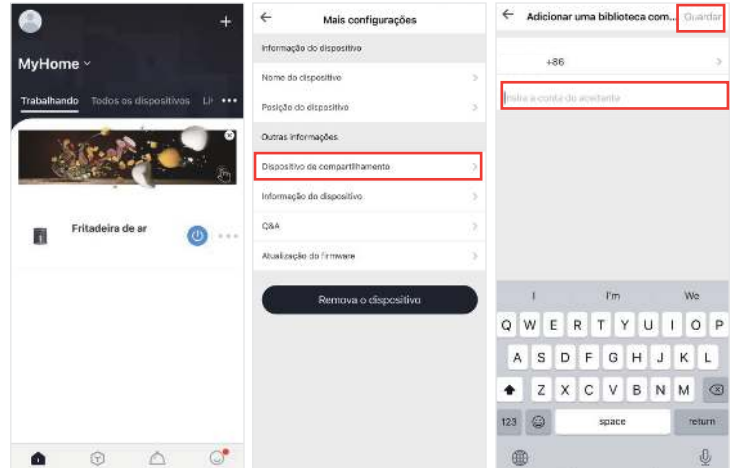 MyHome
Trabalhando Todos os dispositivos
Fritadeira de ar
Mais configurações
Informação do dispositivo
Nome do dispositivo
Posição do dispositivo
Outras informações
Dispositivo de compartilhamento
Informação do dispositivo
Q&A
Atualização do firmware
Remova o dispositivo
Adicionar uma biblioteca com... Guardar
+86
Insira a conta do aceitante
I I'm We
Q W E R T Y U I O P
A S D F G H J K L
Z X C V B N M
123 space return